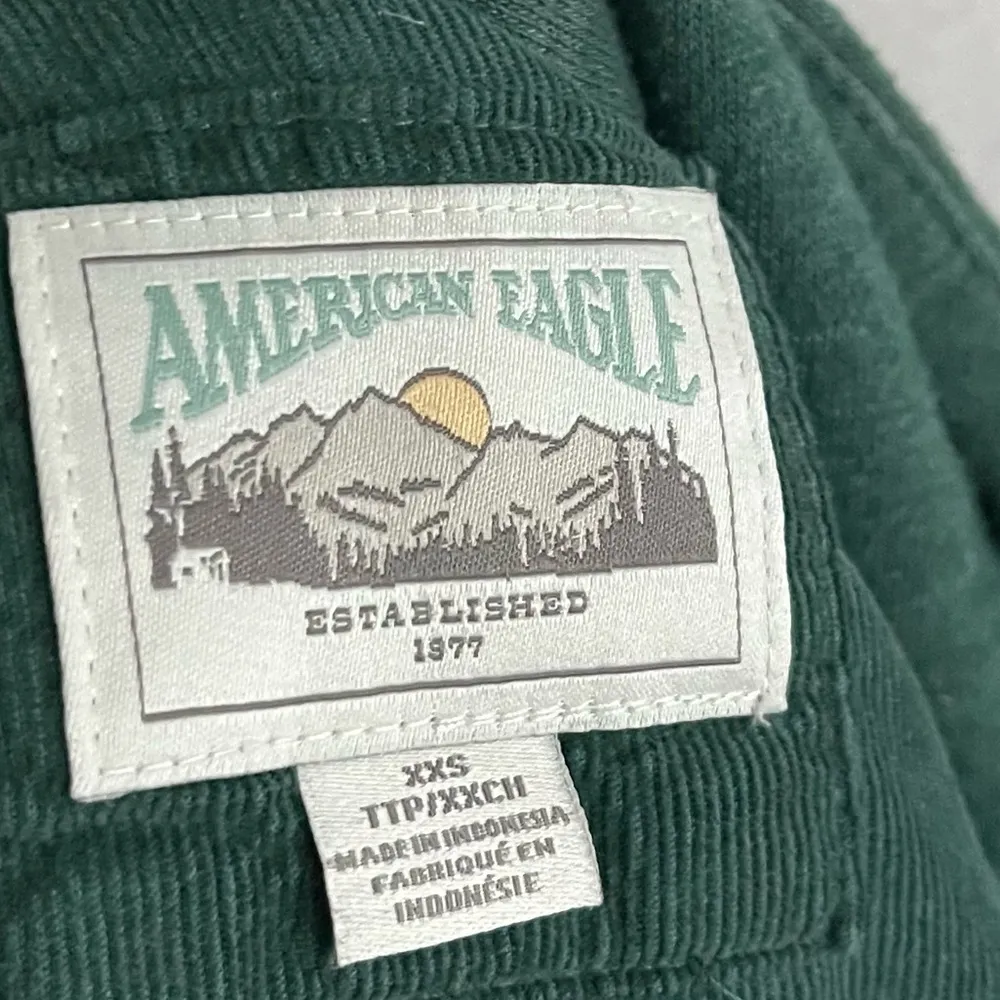 AMERICAN EAGLE
ESTABLISHED
1977
XXS
TTP/XXCH
MADE IN INDONESIA
FABRIQUÉ EN
INDONÉSIE